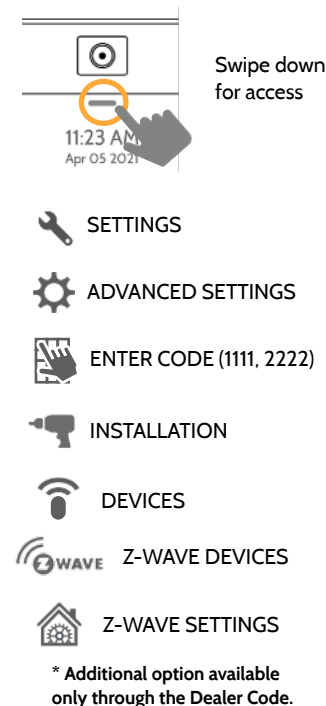 Swipe down
for access
11:23 AM
Apr 05 2021
SETTINGS
ADVANCED SETTINGS
ENTER CODE (1111, 2222)
INSTALLATION
DEVICES
Z WAVE Z-WAVE DEVICES
Z-WAVE SETTINGS
* Additional option available
only through the Dealer Code.